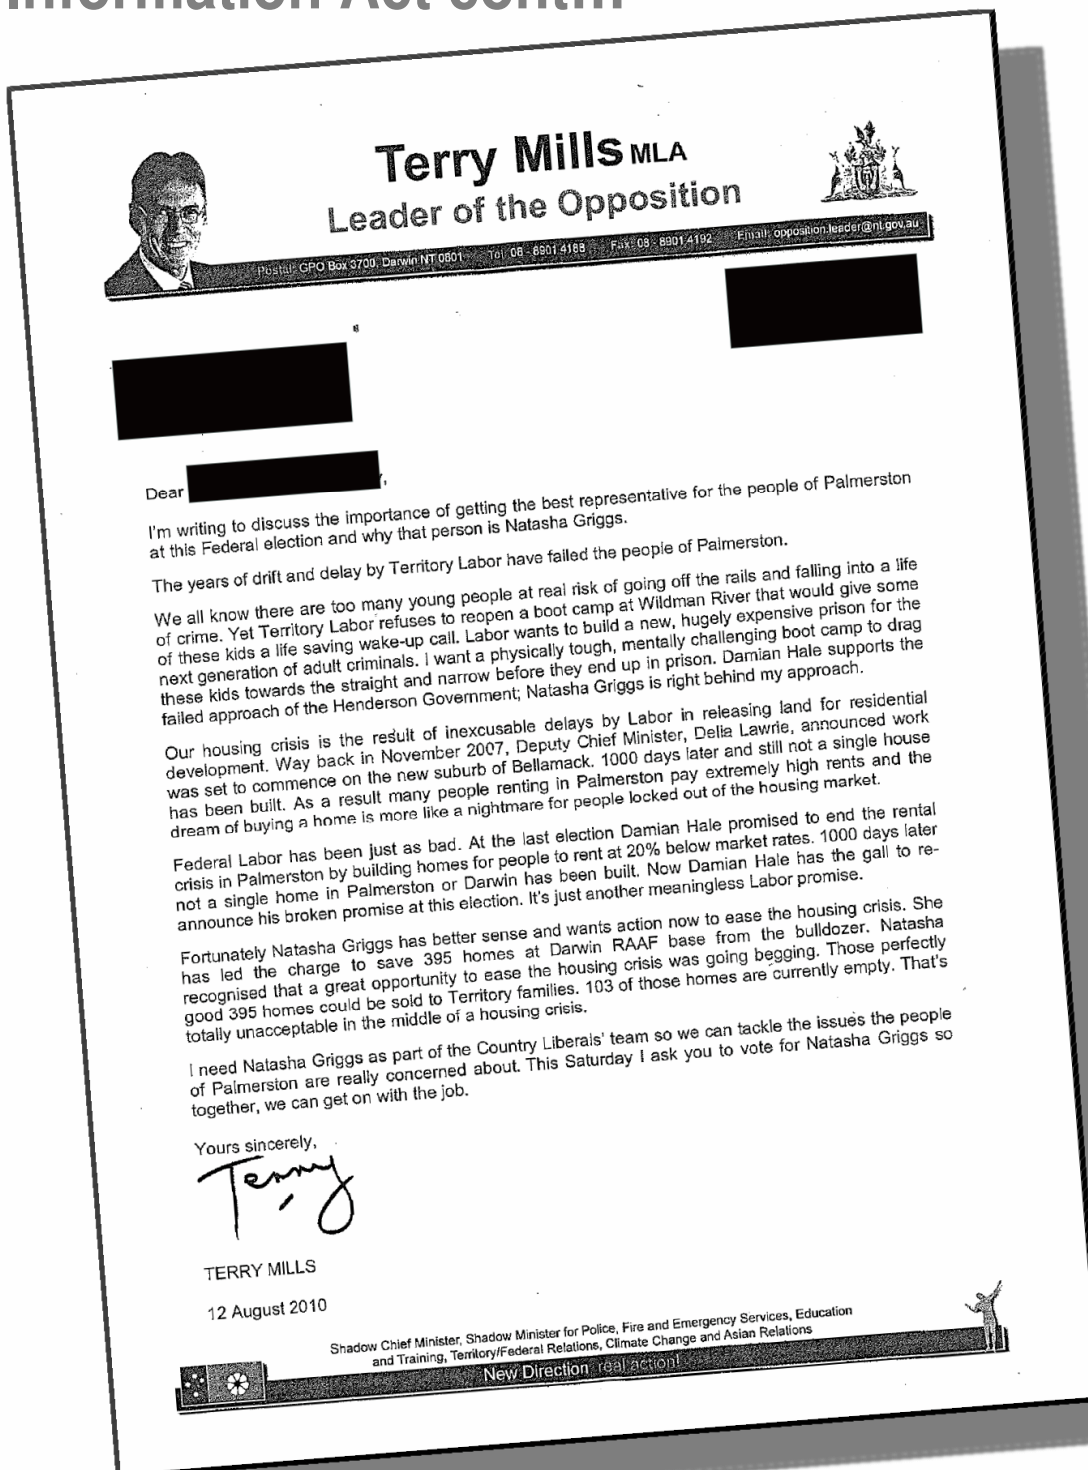 Information Act cont...
Terry Mills MLA
Leader of the Opposition
Postal: GPO Box 3700, Darwin NT 0801 Tel: 08 - 8901 4188 Fax: 08 - 8901 4192 Email: opposition.leader@nt.gov.au
Dear
I'm writing to discuss the importance of getting the best representative for the people of Palmerston
at this Federal election and why that person is Natasha Griggs.
The years of drift and delay by Territory Labor have failed the people of Palmerston.
We all know there are too many young people at real risk of going off the rails and falling into a life
of crime. Yet Territory Labor refuses to reopen a boot camp at Wildman River that would give some
of these kids a life saving wake-up call. Labor wants to build a new, hugely expensive prison for the
next generation of adult criminals. I want a physically tough, mentally challenging boot camp to drag
these kids towards the straight and narrow before they end up in prison. Damian Hale supports the
failed approach of the Henderson Government; Natasha Griggs is right behind my approach.
Our housing crisis is the result of inexcusable delays by Labor in releasing land for residential
development. Way back in November 2007, Deputy Chief Minister, Delia Lawrie, announced work
was set to commence on the new suburb of Bellamack. 1000 days later and still not a single house
has been built. As a result many people renting in Palmerston pay extremely high rents and the
dream of buying a home is more like a nightmare for people locked out of the housing market.
Federal Labor has been just as bad. At the last election Damian Hale promised to end the rental
crisis in Palmerston by building homes for people to rent at 20% below market rates. 1000 days later
not a single home in Palmerston or Darwin has been built. Now Damian Hale has the gall to re-
announce his broken promise at this election. It's just another meaningless Labor promise.
Fortunately Natasha Griggs has better sense and wants action now to ease the housing crisis. She
has led the charge to save 395 homes at Darwin RAAF base from the bulldozer. Natasha
recognised that a great opportunity to ease the housing crisis was going begging. Those perfectly
good 395 homes could be sold to Territory families. 103 of those homes are currently empty. That's
totally unacceptable in the middle of a housing crisis.
I need Natasha Griggs as part of the Country Liberals' team so we can tackle the issues the people
of Palmerston are really concerned about. This Saturday I ask you to vote for Natasha Griggs so
together, we can get on with the job.
Yours sincerely,
Terry
TERRY MILLS
12 August 2010
Shadow Chief Minister, Shadow Minister for Police, Fire and Emergency Services, Education
and Training, Territory/Federal Relations, Climate Change and Asian Relations
New Direction real action!